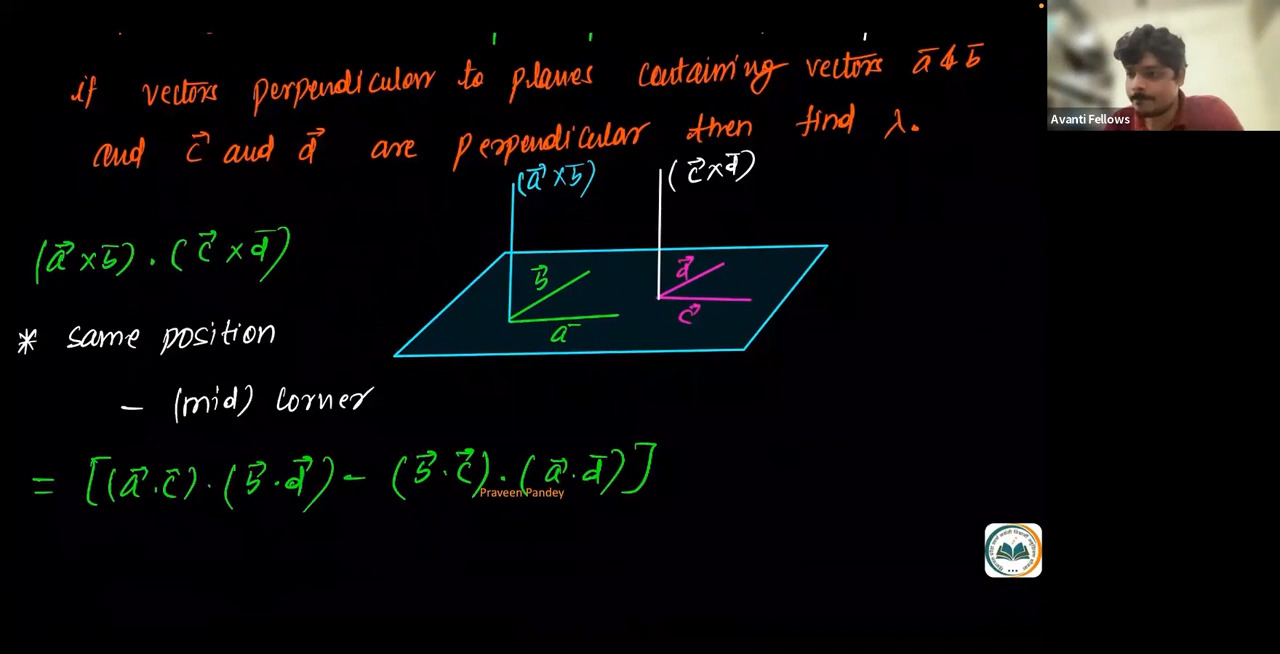 if vectors perpendicular to planes containing vectors a̅ & b̅
and c⃗ and d⃗ are perpendicular then find λ.
(a⃗ × b̅)
(c⃗ × d̅)
(a⃗ × b̅) . (c⃗ × d̅)
b⃗
d⃗
a̅
c⃗
* same position
- (mid) corner
= [(a⃗ . c̅) . (b⃗ . d⃗) - (b⃗ . c⃗) . (a⃗ . d̅)]
Praveen Pandey
Avanti Fellows